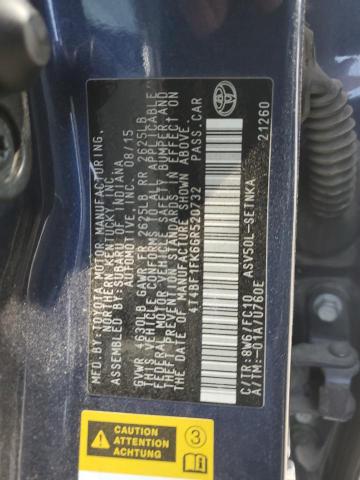 MFD. BY: TOYOTA MOTOR MANUFACTURING,
NORTHERN KENTUCKY INC.
ASSEMBLED BY: SUBARU OF INDIANA
AUTOMOTIVE, INC. 08/15
GVWR 4630LB GAWR FR 2620LB RR 2625LB
THIS VEHICLE CONFORMS TO ALL APPLICABLE
FEDERAL MOTOR VEHICLE SAFETY, BUMPER, AND
THEFT PREVENTION STANDARDS IN EFFECT ON
THE DATE OF MANUFACTURE SHOWN ABOVE.
4T4BF1FK6GR520732 PASS.CAR
C/TR:8W6/FC10 ASV50L-SETNKA
A/TM:-01A/U760E 21260
CAUTION
ATTENTION
ACHTUNG
3